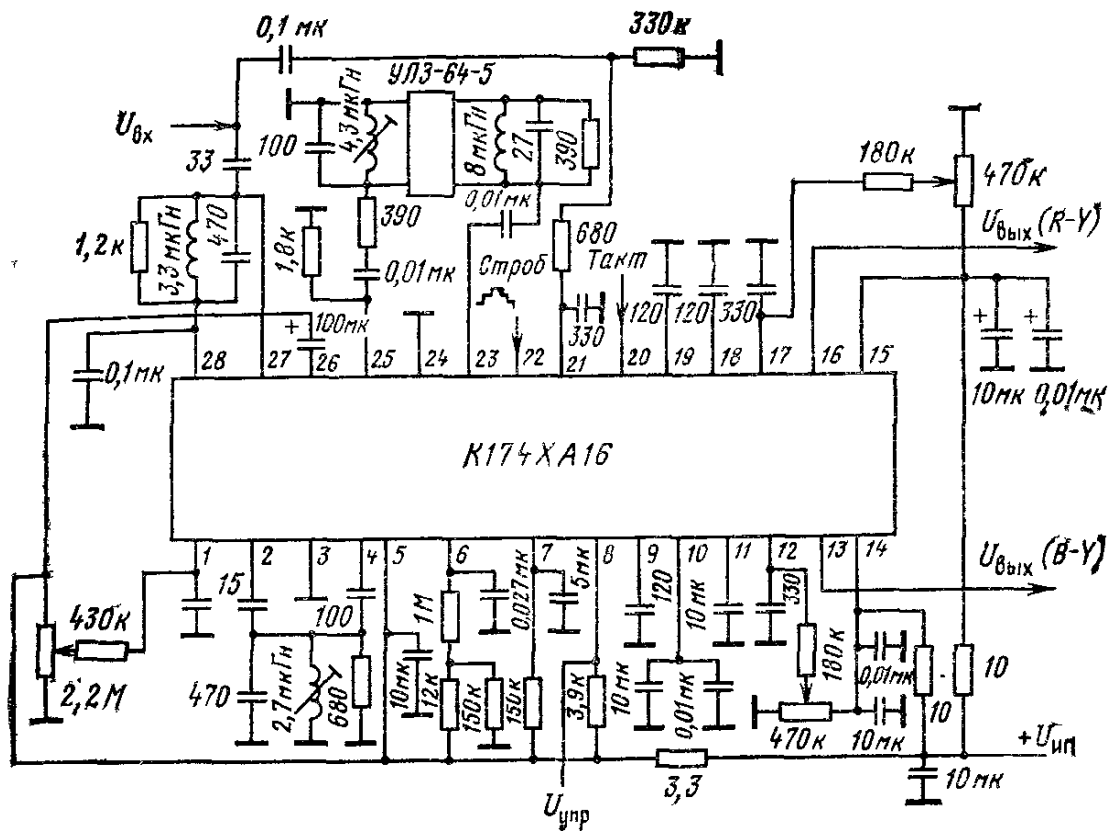 0,1 мк
330к
УЛЗ-64-5
Uвх
100
4,3 мкГн
8 мкГн
27
390
33
180к
470к
1,2к
3,3 мкГн
470
1,8к
390
0,01 мк
0,01мк
Строб
680
Такт
Uвых (R-Y)
100мк
330
120
120
330
0,1мк
28
27
26
25
24
23
22
21
20
19
18
17
16
15
10мк
0,01мк
К174ХА16
1
2
3
4
5
6
7
8
9
10
11
12
13
14
Uвых (B-Y)
430к
2,2М
15
100
470
2,7мкГн
680
10мк
1М
12к
150к
0,027мк
150к
5мк
3,9к
120
10мк
10 мк
0,01мк
330
180к
470к
0,01мк
10мк
10
10
3,3
+Uип
10 мк
Uупр